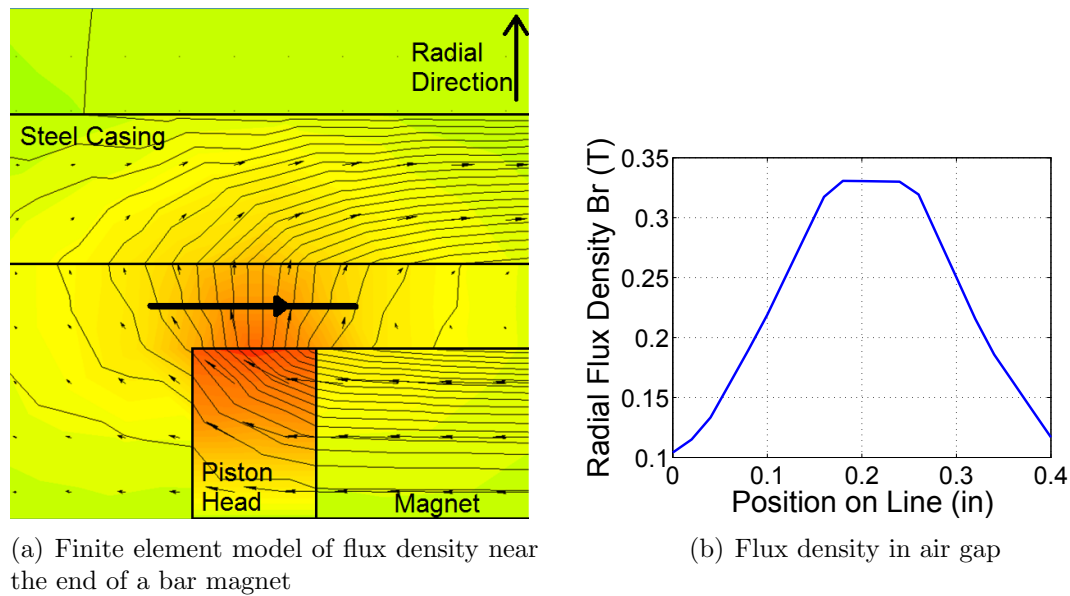 Radial
Direction
Steel Casing
Piston
Head
Magnet
(a) Finite element model of flux density near
the end of a bar magnet
Radial Flux Density Br (T)
0.35
0.3
0.25
0.2
0.15
0.1
0
0.1
0.2
0.3
0.4
Position on Line (in)
(b) Flux density in air gap